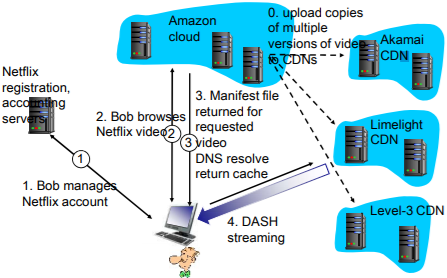 Amazon
cloud
0. upload copies
of multiple
versions of video
to CDNs
Akamai
CDN
Netflix
registration,
accounting
servers
2. Bob browses
Netflix video
2
3. Manifest file
returned for
requested
video
DNS resolve
return cache
3
Limelight
CDN
1
1. Bob manages
Netflix account
4. DASH
streaming
Level-3 CDN